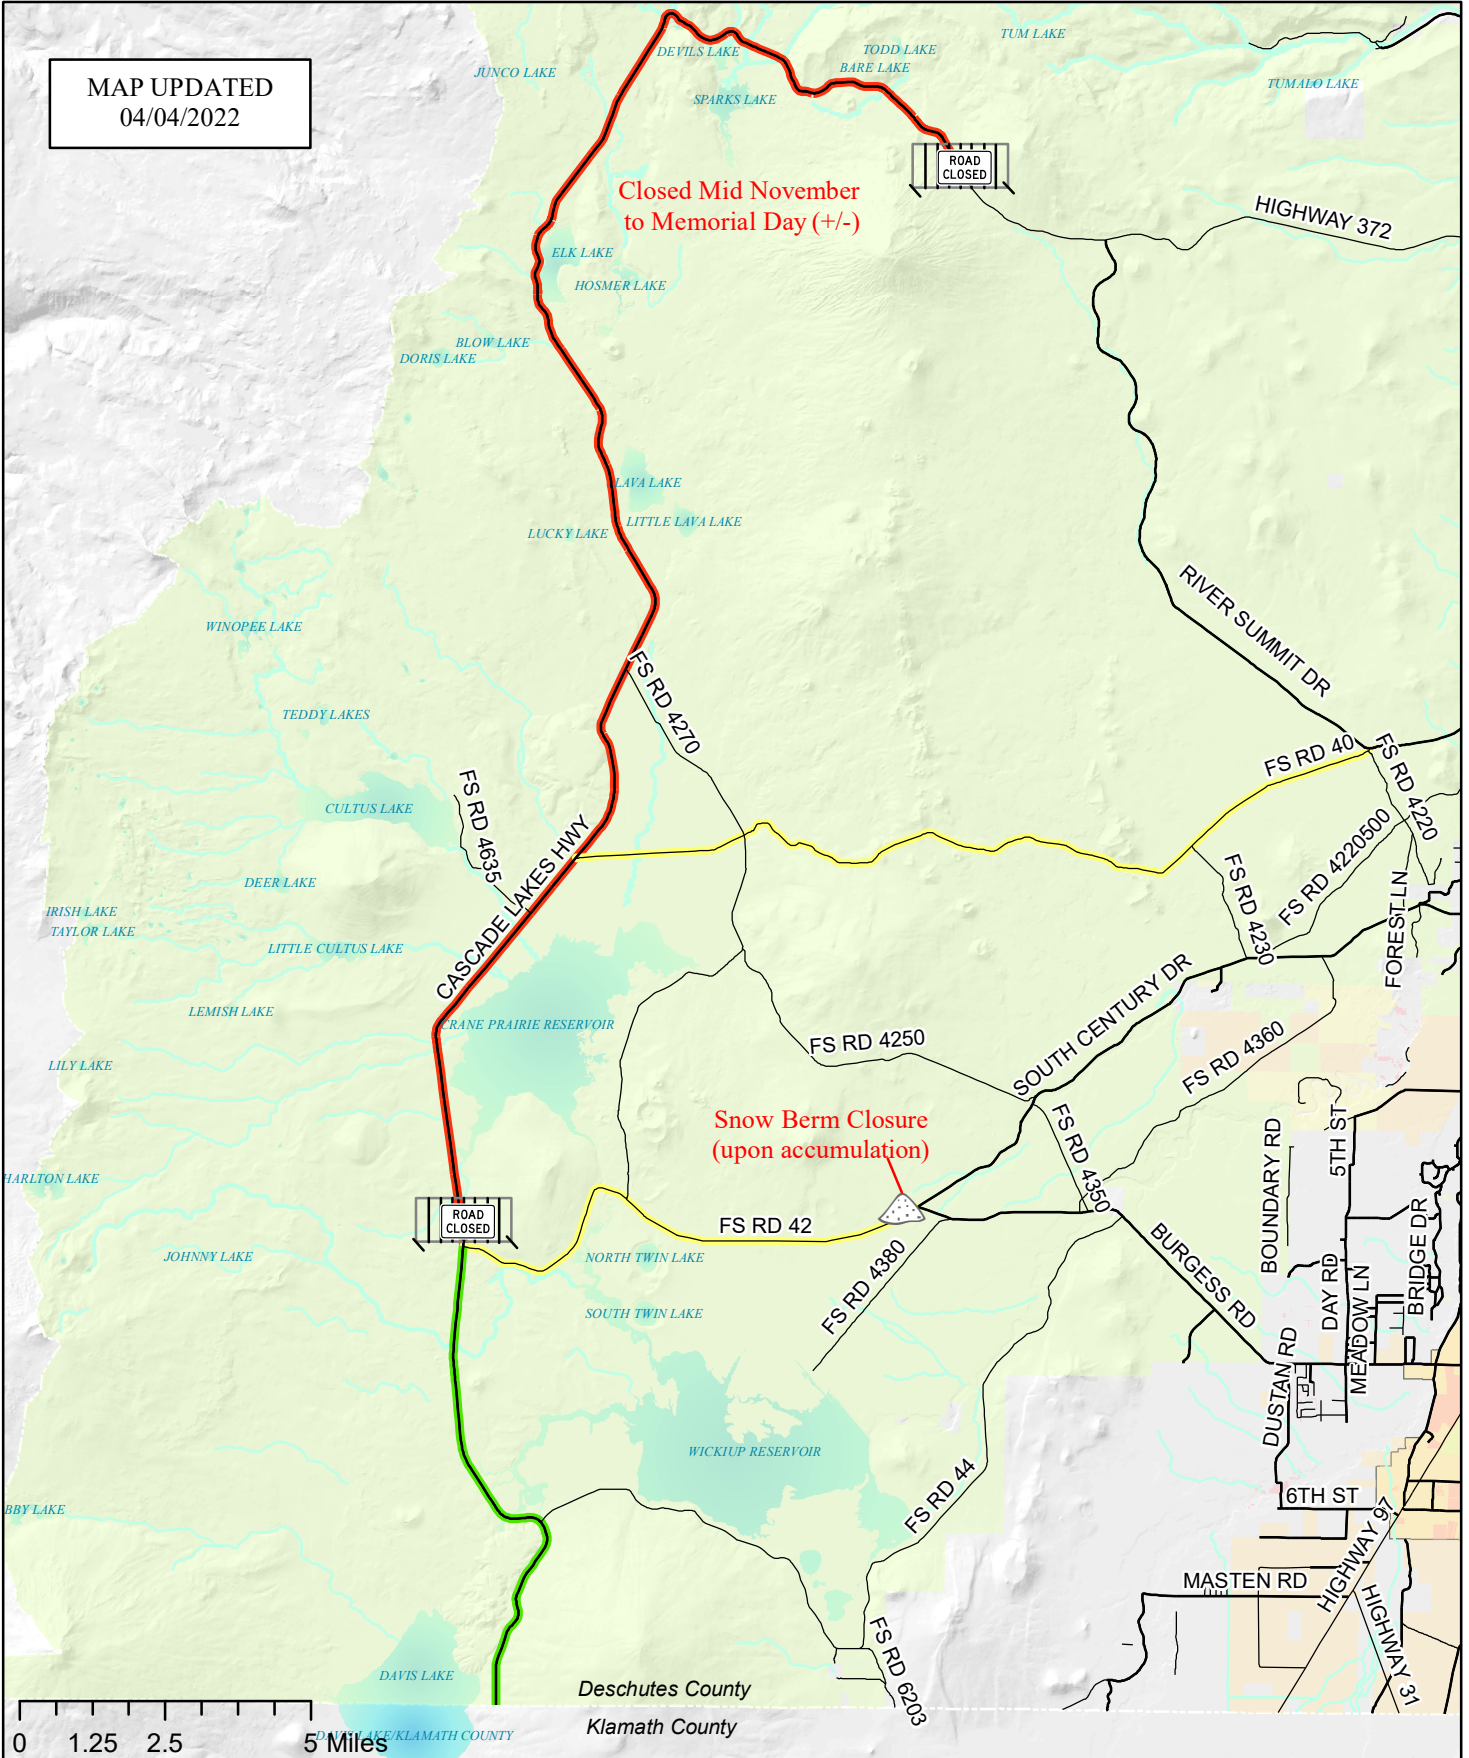 MAP UPDATED
04/04/2022
TUM LAKE
DEVILS LAKE
TODD LAKE
BARE LAKE
JUNCO LAKE
TUMALO LAKE
SPARKS LAKE
ROAD
CLOSED
Closed Mid November
to Memorial Day (+/-)
HIGHWAY 372
ELK LAKE
HOSMER LAKE
BLOW LAKE
DORIS LAKE
LAVA LAKE
LITTLE LAVA LAKE
LUCKY LAKE
RIVER SUMMIT DR
WINOPEE LAKE
FS RD 4270
TEDDY LAKES
FS RD 40
FS RD 4220
FS RD 4635
CULTUS LAKE
CASCADE LAKES HWY
FS RD 4220500
FS RD 4230
FOREST LN
DEER LAKE
IRISH LAKE
TAYLOR LAKE
LITTLE CULTUS LAKE
LEMISH LAKE
CRANE PRAIRIE RESERVOIR
SOUTH CENTURY DR
FS RD 4250
FS RD 4360
LILY LAKE
Snow Berm Closure
(upon accumulation)
FS RD 4350
BOUNDARY RD
5TH ST
HARLTON LAKE
ROAD
CLOSED
FS RD 42
JOHNNY LAKE
NORTH TWIN LAKE
FS RD 4380
BURGESS RD
DAY RD
MEADOW LN
BRIDGE DR
SOUTH TWIN LAKE
DUSTAN RD
WICKIUP RESERVOIR
FS RD 44
6TH ST
BBY LAKE
HIGHWAY 97
MASTEN RD
HIGHWAY 31
FS RD 6203
DAVIS LAKE
Deschutes County
Klamath County
DAVIS LAKE/KLAMATH COUNTY
0 1.25 2.5 5 Miles